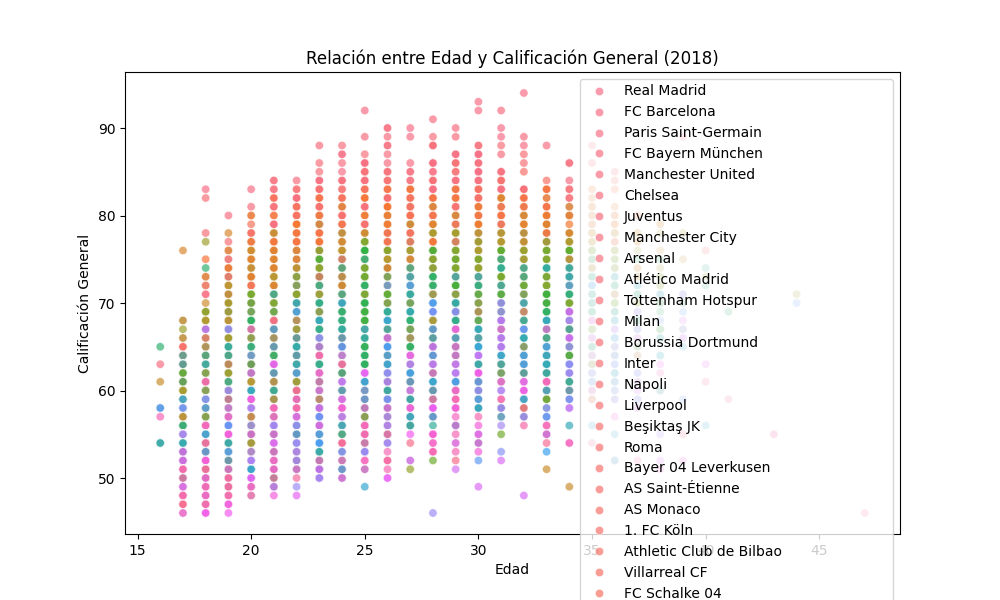 Relación entre Edad y Calificación General (2018)
Calificación General
90
80
70
60
50
15
20
25
30
35
40
45
Edad
Real Madrid
FC Barcelona
Paris Saint-Germain
FC Bayern München
Manchester United
Chelsea
Juventus
Manchester City
Arsenal
Atlético Madrid
Tottenham Hotspur
Milan
Borussia Dortmund
Inter
Napoli
Liverpool
Beşiktaş JK
Roma
Bayer 04 Leverkusen
AS Saint-Étienne
AS Monaco
1. FC Köln
Athletic Club de Bilbao
Villarreal CF
FC Schalke 04